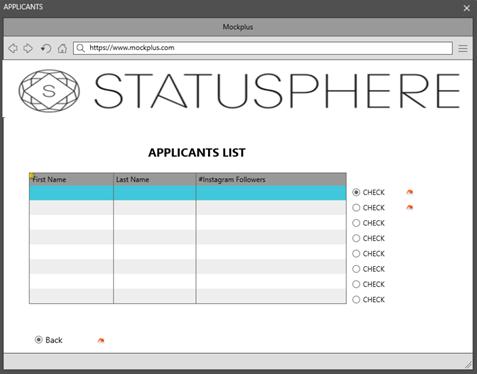 APPLICANTS
Mockplus
https://www.mockplus.com
S STATUSPHERE
APPLICANTS LIST
First Name Last Name #Instagram Followers
CHECK
CHECK
CHECK
CHECK
CHECK
CHECK
CHECK
CHECK
Back